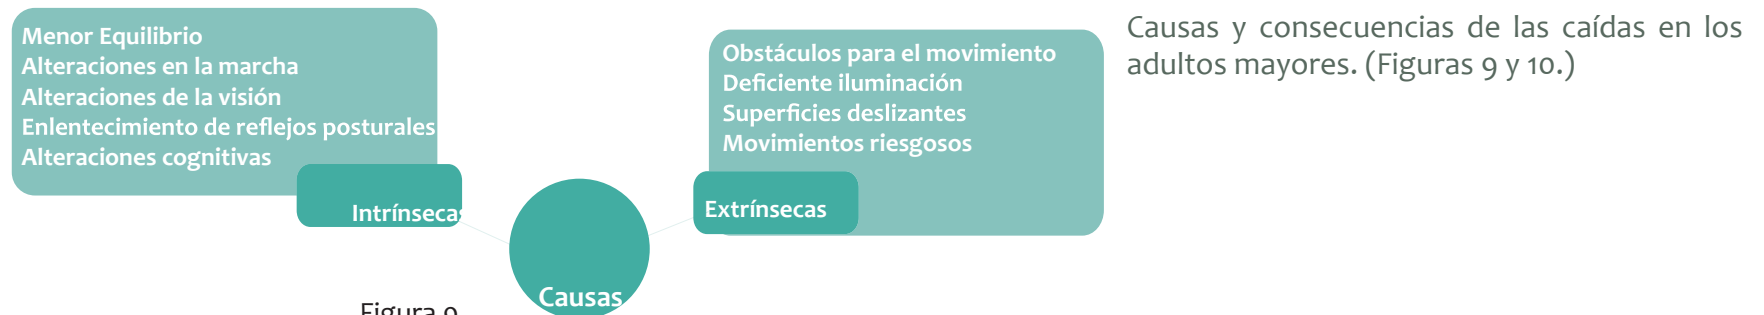 Menor Equilibrio
Alteraciones en la marcha
Alteraciones de la visión
Enlentecimiento de reflejos posturales
Alteraciones cognitivas
Intrínsecas
Obstáculos para el movimiento
Deficiente iluminación
Superficies deslizantes
Movimientos riesgosos
Extrínsecas
Causas
Figura 9
Causas y consecuencias de las caídas en los
adultos mayores. (Figuras 9 y 10.)